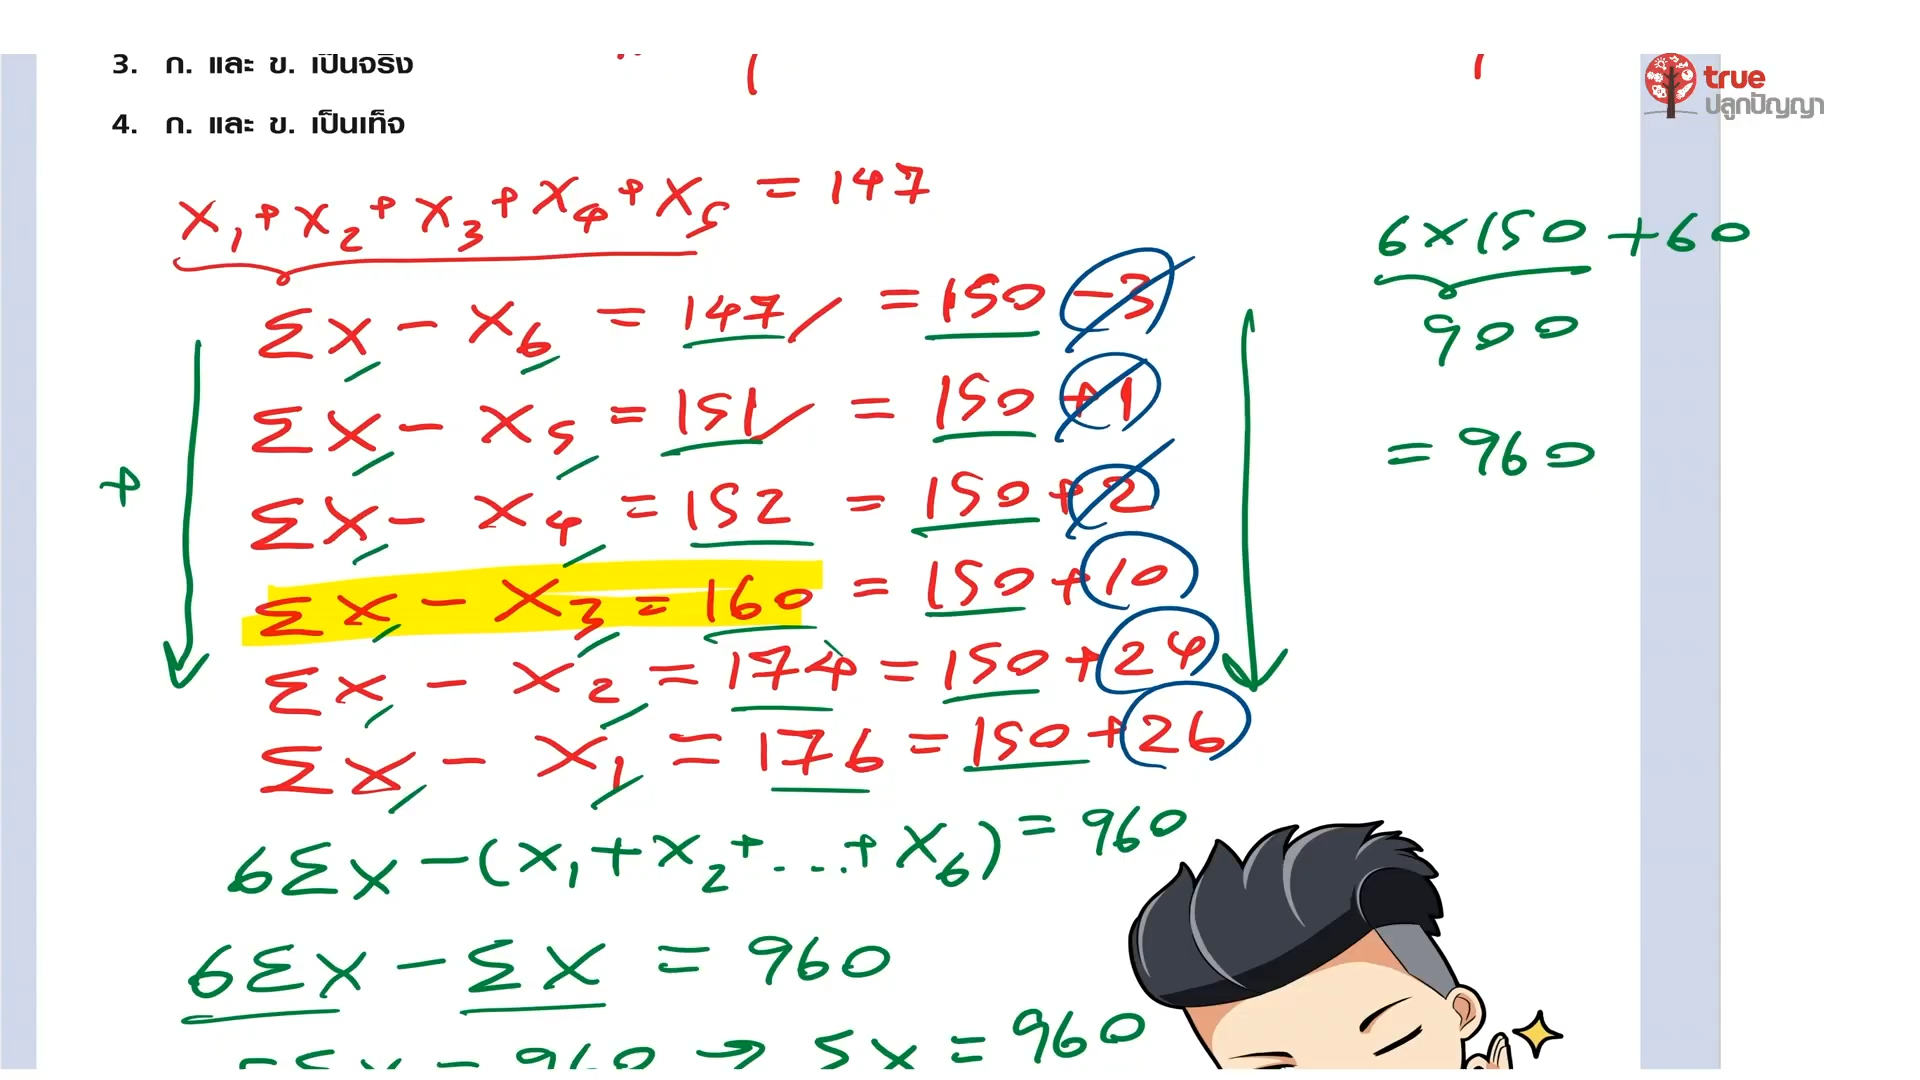 3. ก. และ ข. เป็นจริง
4. ก. และ ข. เป็นเท็จ
true
ปลูกปัญญา
x₁ + x₂ + x₃ + x₄ + x₅ = 147
Σx - x₆ = 147 = 150 - 3
Σx - x₅ = 151 = 150 + 1
Σx - x₄ = 152 = 150 + 2
Σx - x₃ = 160 = 150 + 10
Σx - x₂ = 174 = 150 + 24
Σx - x₁ = 176 = 150 + 26
+
6 × 150 + 60
900
= 960
6Σx - (x₁ + x₂ + ... + x₆) = 960
6Σx - Σx = 960
5Σx = 960 → Σx = 960